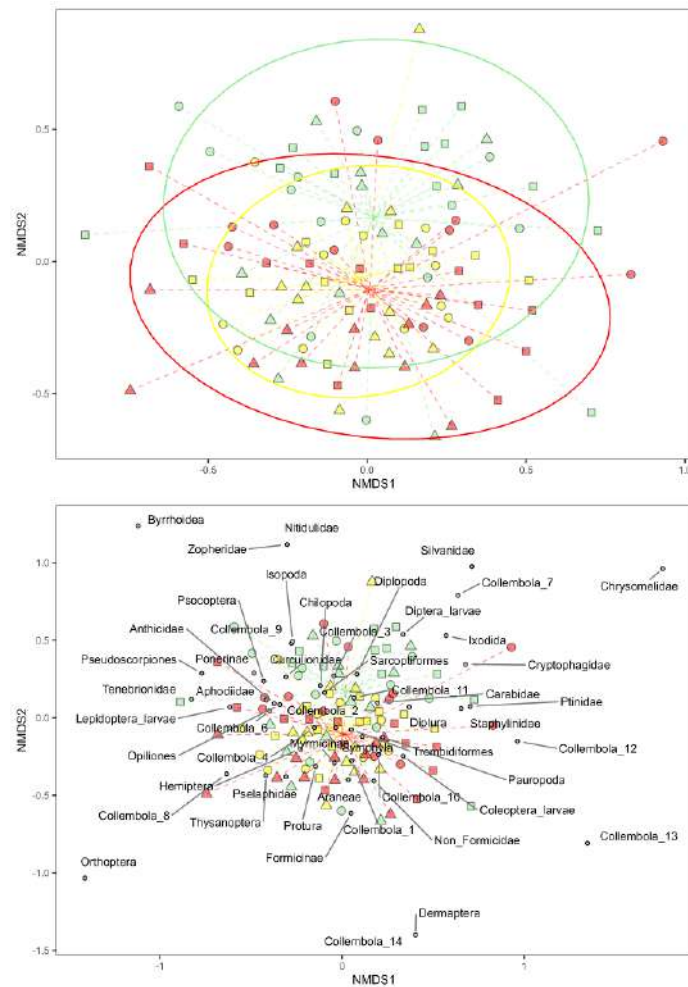 0.5
0.0
-0.5
NMDS2
-0.5 0.0 0.5 1.0
NMDS1
Byrrhoidea
Nitidulidae
Zopheridae
Silvanidae
Isopoda
Diplopoda
Collembola_7
Chrysomelidae
Psocoptera
Chilopoda
Diptera_larvae
Anthicidae
Collembola_9
Collembola_3
Ixodida
Pseudoscorpiones
Ponerinae
Curculionidae
Sarcoptiformes
Cryptophagidae
Tenebrionidae
Aphodiidae
Collembola_11
Carabidae
Ptinidae
Lepidoptera_larvae
Collembola_2
Diplura
Staphylinidae
Collembola_6
Opiliones
Myrmicinae
Symphyla
Trombidiformes
Collembola_12
Collembola_4
Hemiptera
Pauropoda
Pselaphidae
Araneae
Collembola_10
Coleoptera_larvae
Collembola_8
Thysanoptera
Protura
Collembola_1
Non_Formicidae
Collembola_13
Formicinae
Orthoptera
Dermaptera
Collembola_14
1.0
0.5
0.0
-0.5
-1.0
-1.5
NMDS2
-1 0 1
NMDS1